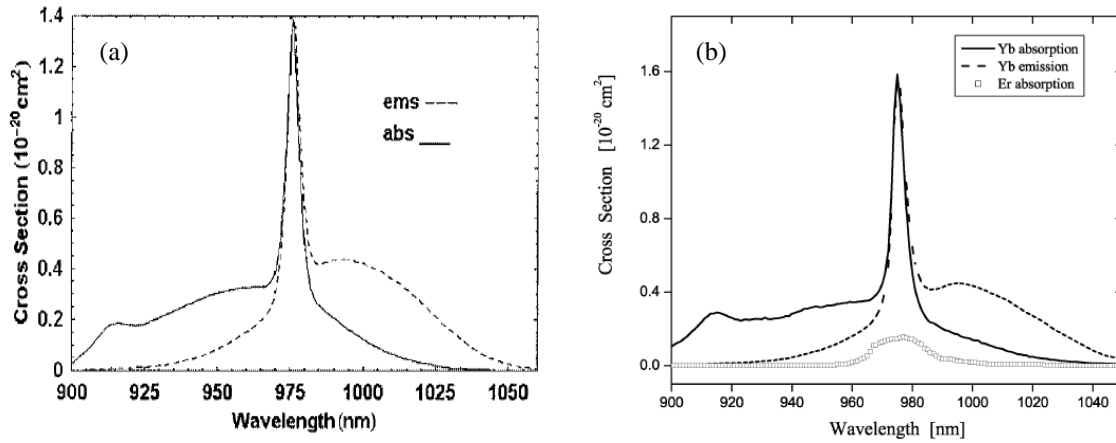 (a)
1.4
1.2
1
0.8
0.6
0.4
0.2
0
Cross Section (10⁻²⁰cm²)
ems
abs
900
925
950
975
1000
1025
1050
Wavelength (nm)
(b)
Yb absorption
Yb emission
Er absorption
1.6
1.2
0.8
0.4
0.0
Cross Section [10⁻²⁰ cm²]
900
920
940
960
980
1000
1020
1040
Wavelength [nm]